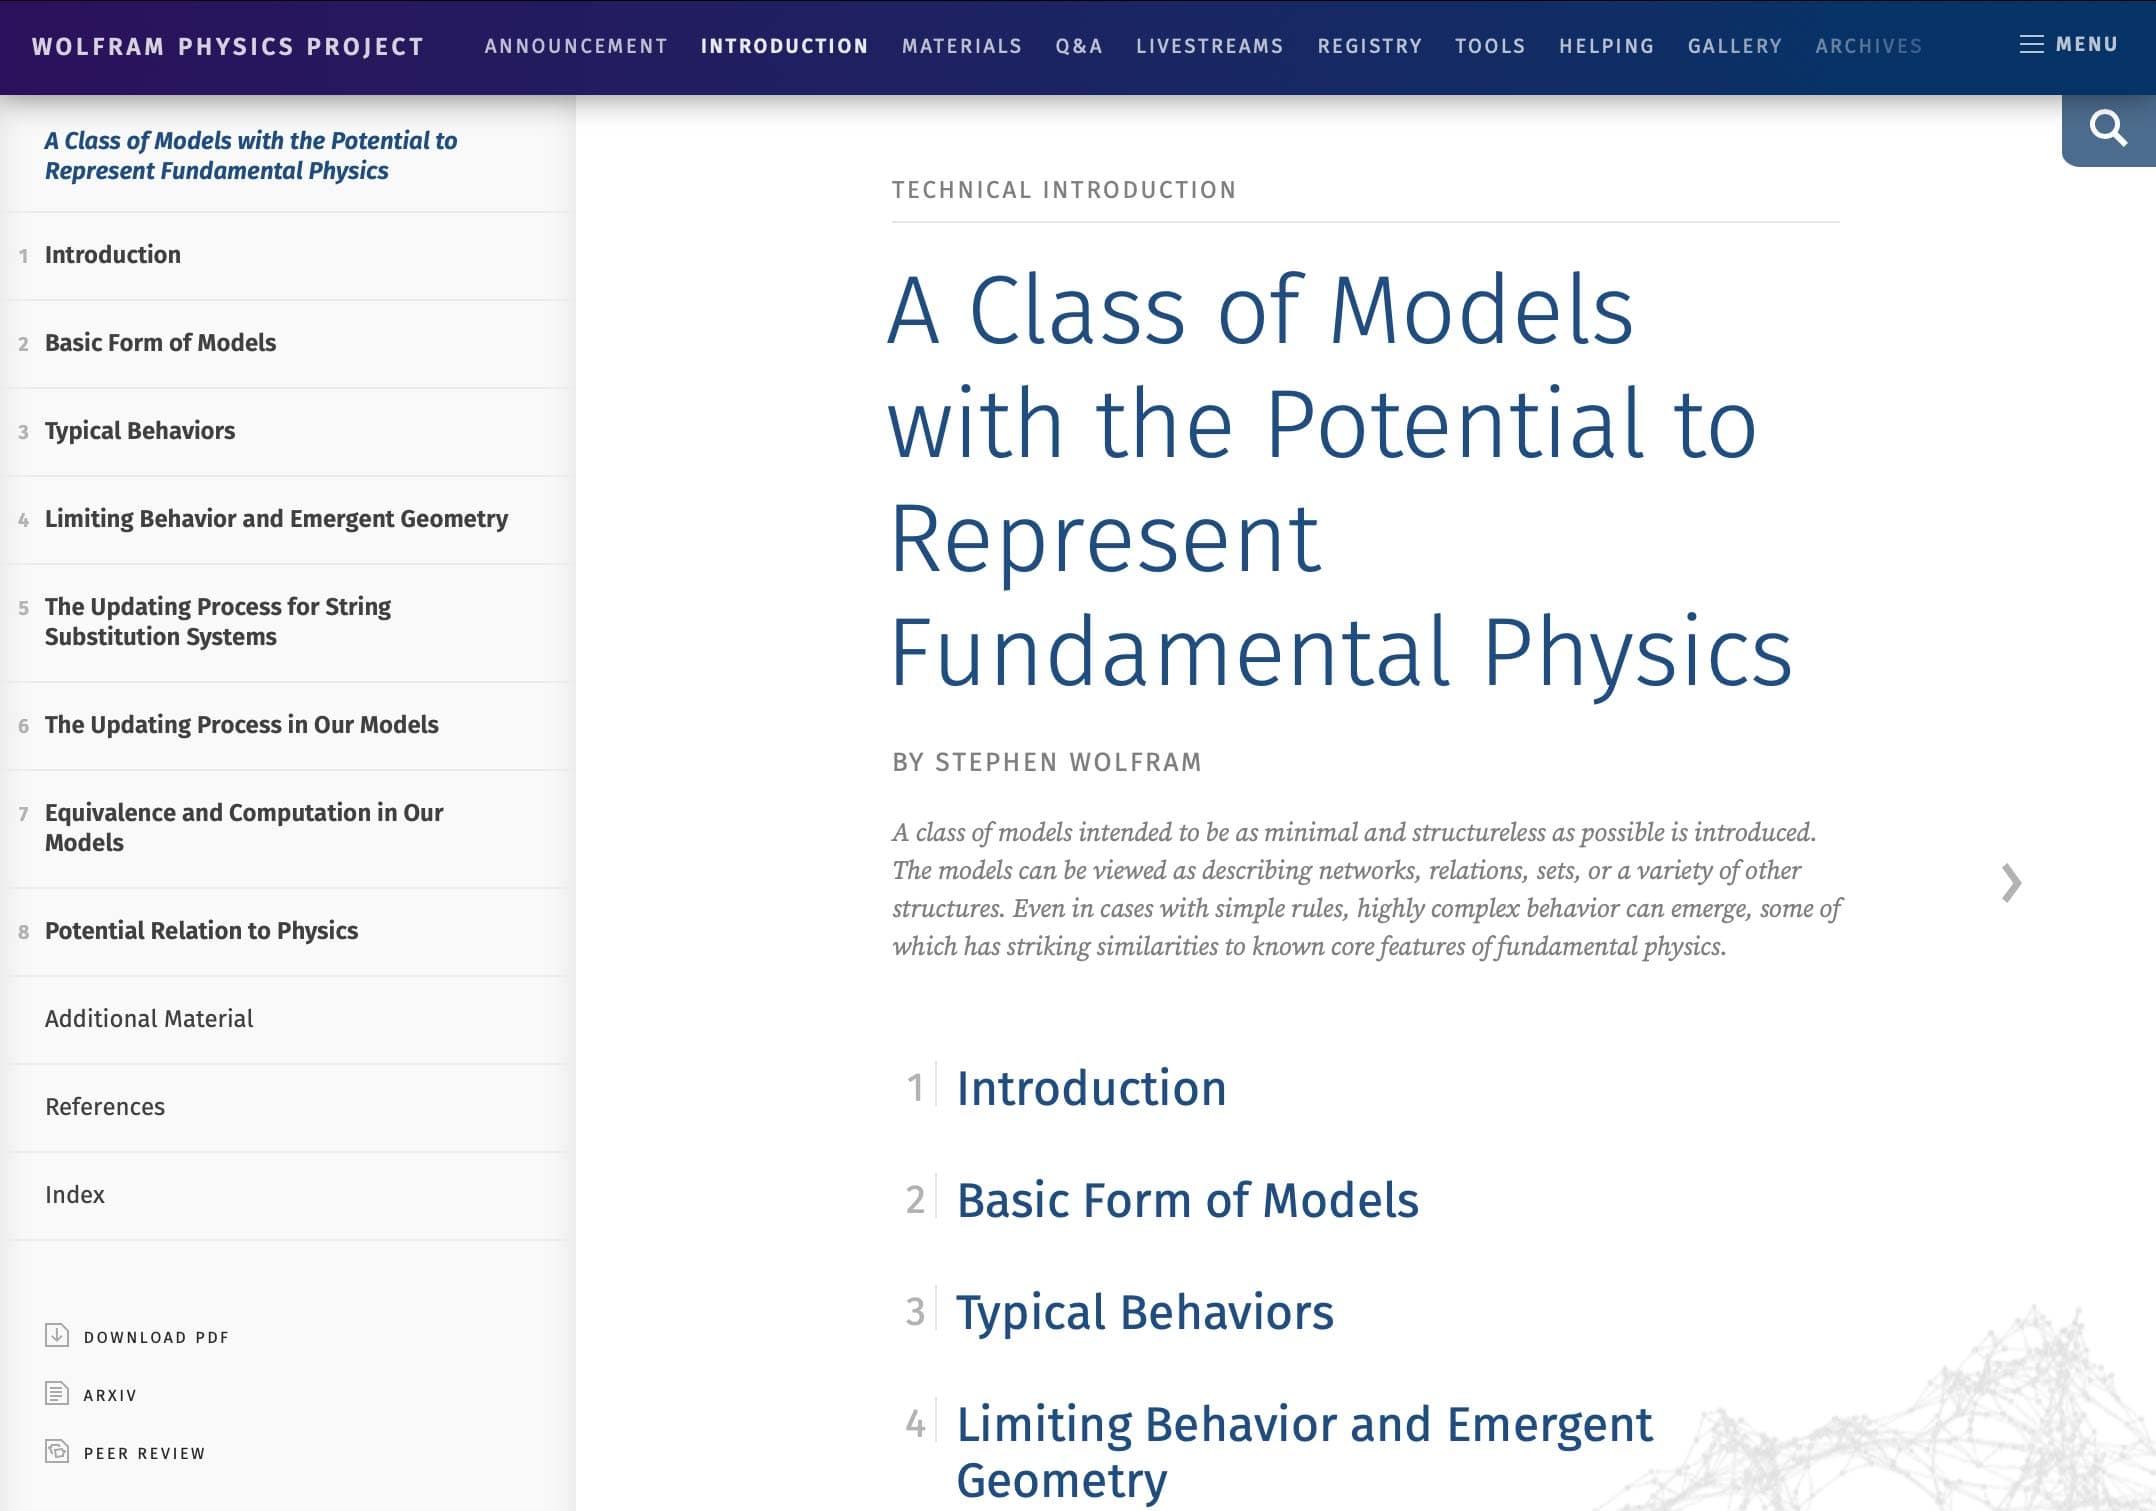 WOLFRAM PHYSICS PROJECT
ANNOUNCEMENT INTRODUCTION MATERIALS Q&A LIVESTREAMS REGISTRY TOOLS HELPING GALLERY ARCHIVES MENU
A Class of Models with the Potential to
Represent Fundamental Physics
1 Introduction
2 Basic Form of Models
3 Typical Behaviors
4 Limiting Behavior and Emergent Geometry
5 The Updating Process for String
Substitution Systems
6 The Updating Process in Our Models
7 Equivalence and Computation in Our
Models
8 Potential Relation to Physics
Additional Material
References
Index
DOWNLOAD PDF
ARXIV
PEER REVIEW
TECHNICAL INTRODUCTION
A Class of Models
with the Potential to
Represent
Fundamental Physics
BY STEPHEN WOLFRAM
A class of models intended to be as minimal and structureless as possible is introduced.
The models can be viewed as describing networks, relations, sets, or a variety of other
structures. Even in cases with simple rules, highly complex behavior can emerge, some of
which has striking similarities to known core features of fundamental physics.
1 Introduction
2 Basic Form of Models
3 Typical Behaviors
4 Limiting Behavior and Emergent
Geometry